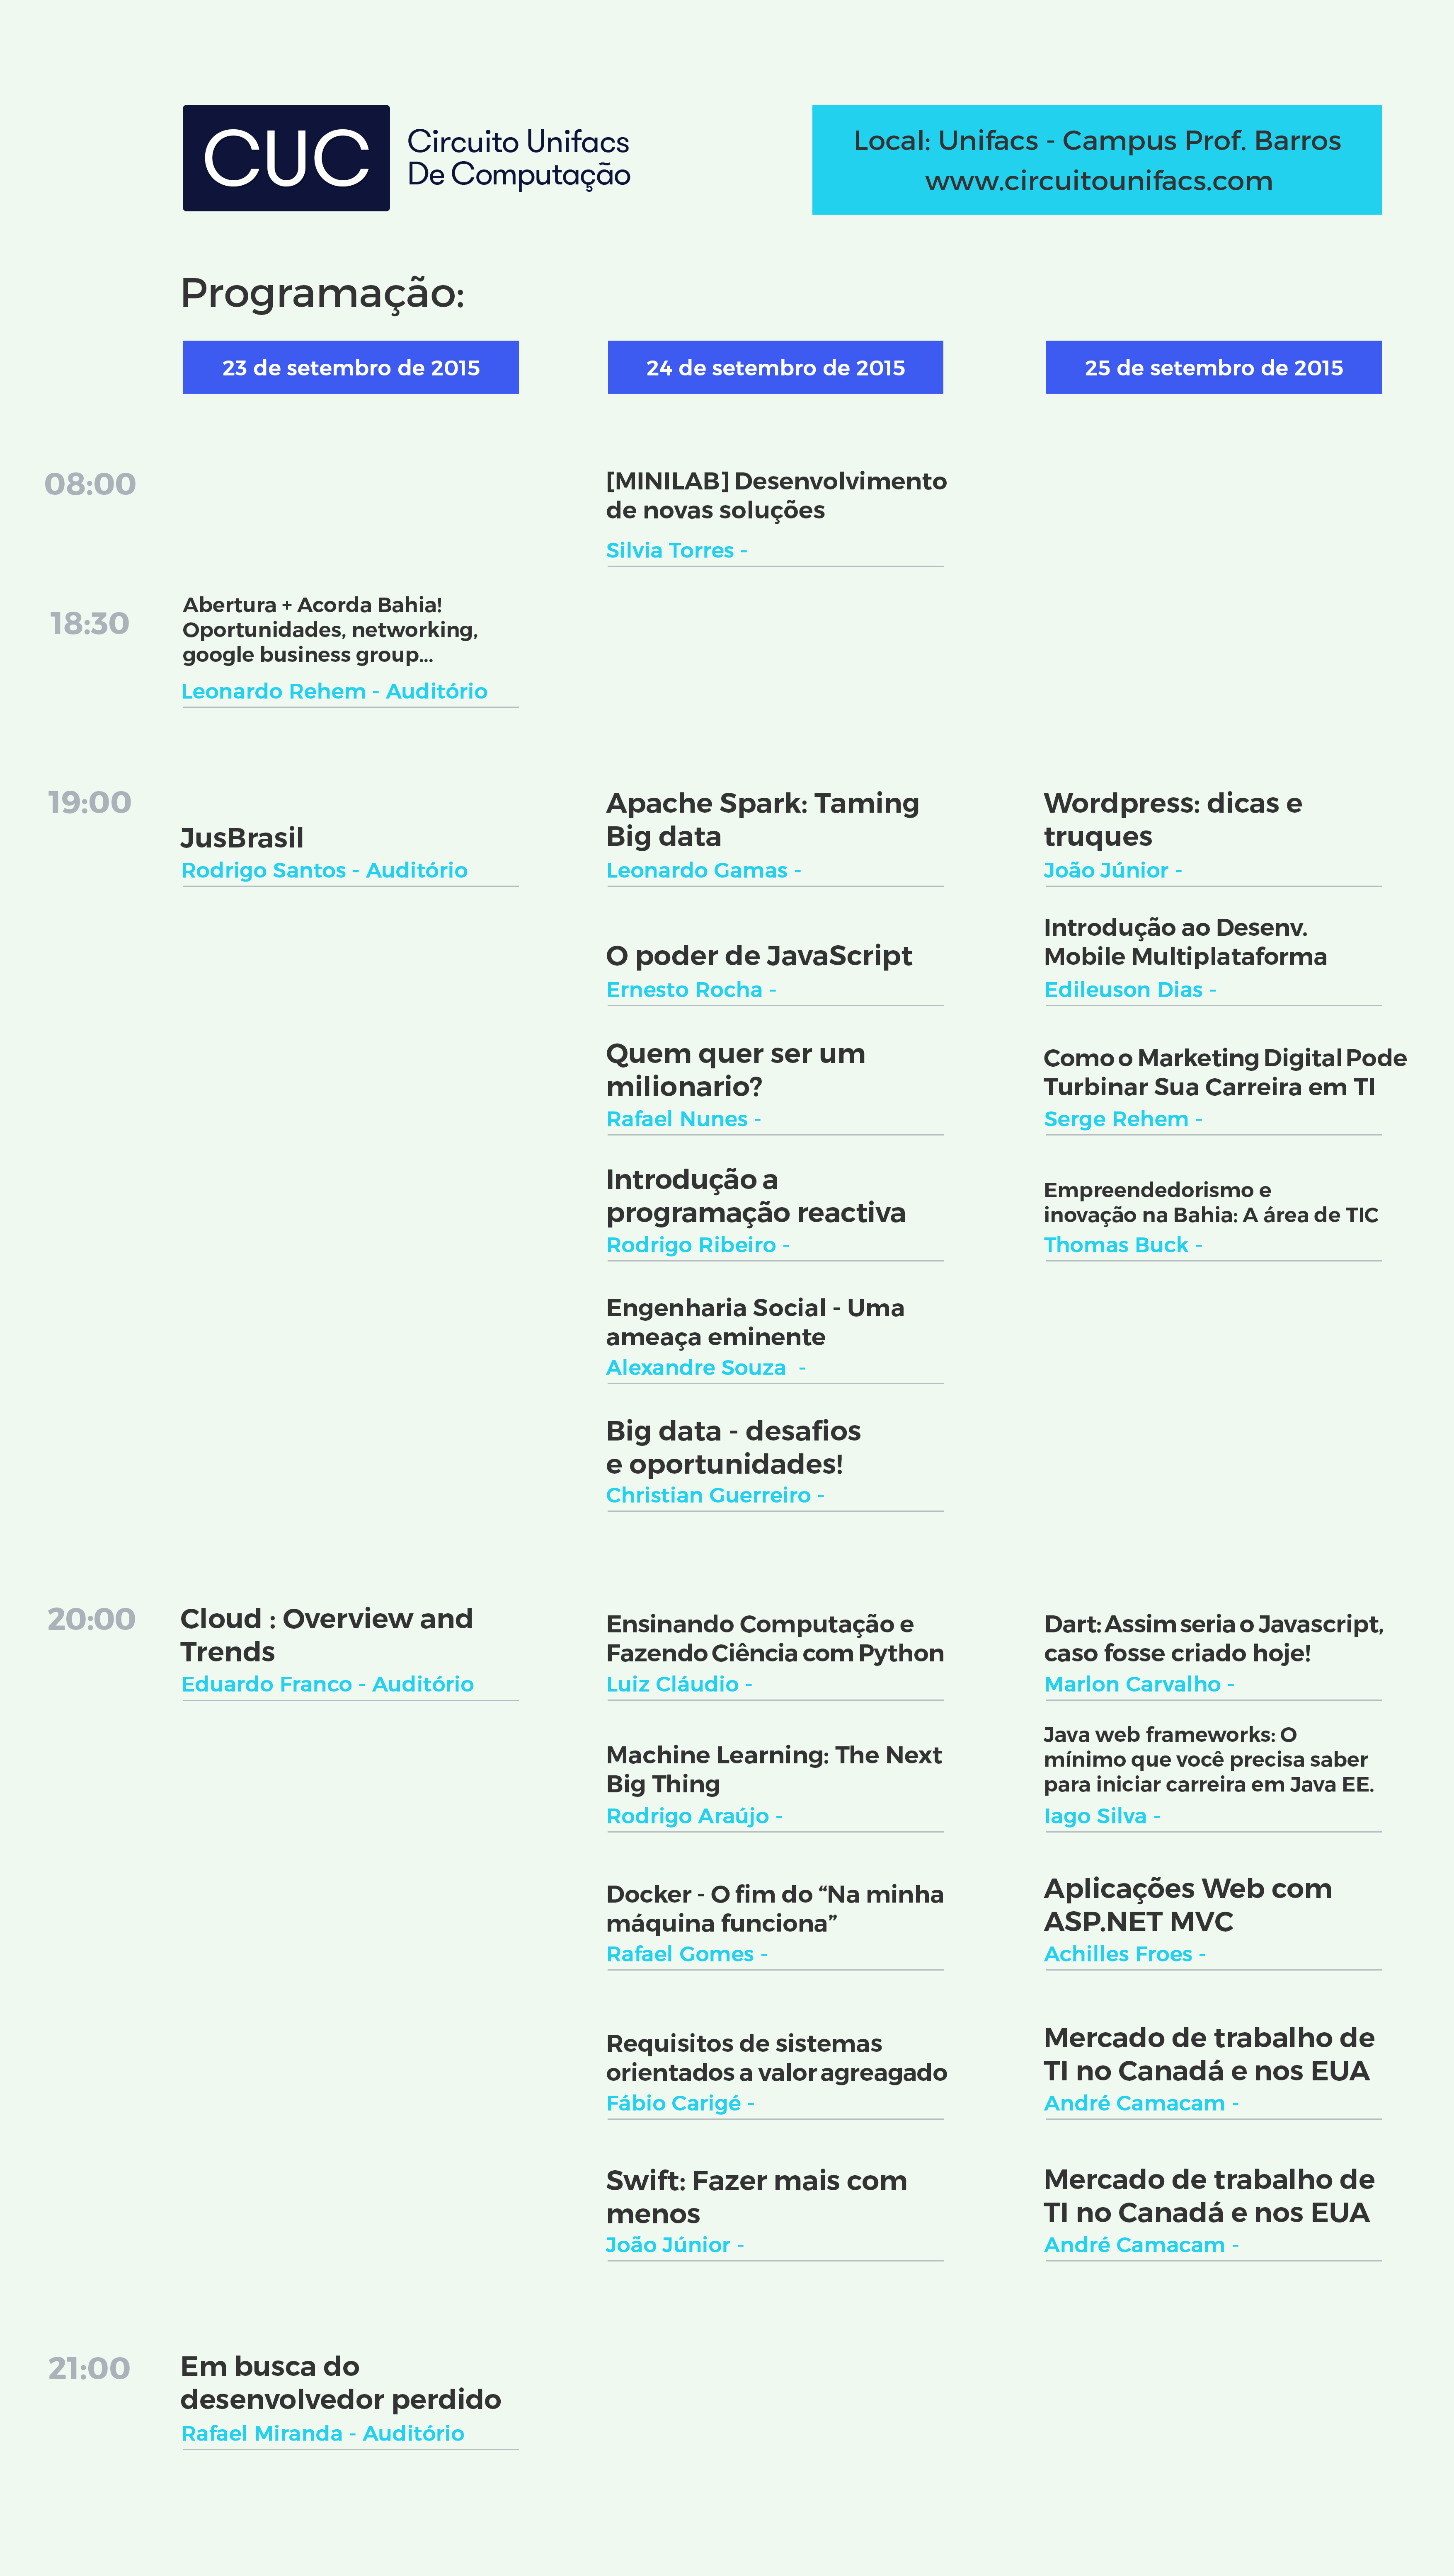 CUC
Circuito Unifacs
De Computação
Local: Unifacs - Campus Prof. Barros
www.circuitounifacs.com
Programação:
23 de setembro de 2015
24 de setembro de 2015
25 de setembro de 2015
08:00
[MINILAB] Desenvolvimento
de novas soluções
Silvia Torres -
18:30
Abertura + Acorda Bahia!
Oportunidades, networking,
google business group...
Leonardo Rehem - Auditório
19:00
JusBrasil
Rodrigo Santos - Auditório
Apache Spark: Taming
Big data
Leonardo Gamas -
Wordpress: dicas e
truques
João Júnior -
O poder de JavaScript
Ernesto Rocha -
Introdução ao Desenv.
Mobile Multiplataforma
Edileuson Dias -
Quem quer ser um
milionario?
Rafael Nunes -
Como o Marketing Digital Pode
Turbinar Sua Carreira em TI
Serge Rehem -
Introdução a
programação reactiva
Rodrigo Ribeiro -
Empreendedorismo e
inovação na Bahia: A área de TIC
Thomas Buck -
Engenharia Social - Uma
ameaça eminente
Alexandre Souza  -
Big data - desafios
e oportunidades!
Christian Guerreiro -
20:00
Cloud : Overview and
Trends
Eduardo Franco - Auditório
Ensinando Computação e
Fazendo Ciência com Python
Luiz Cláudio -
Dart: Assim seria o Javascript,
caso fosse criado hoje!
Marlon Carvalho -
Machine Learning: The Next
Big Thing
Rodrigo Araújo -
Java web frameworks: O
mínimo que você precisa saber
para iniciar carreira em Java EE.
Iago Silva -
Docker - O fim do “Na minha
máquina funciona”
Rafael Gomes -
Aplicações Web com
ASP.NET MVC
Achilles Froes -
Requisitos de sistemas
orientados a valor agreagado
Fábio Carigé -
Mercado de trabalho de
TI no Canadá e nos EUA
André Camacam -
Swift: Fazer mais com
menos
João Júnior -
Mercado de trabalho de
TI no Canadá e nos EUA
André Camacam -
21:00
Em busca do
desenvolvedor perdido
Rafael Miranda - Auditório